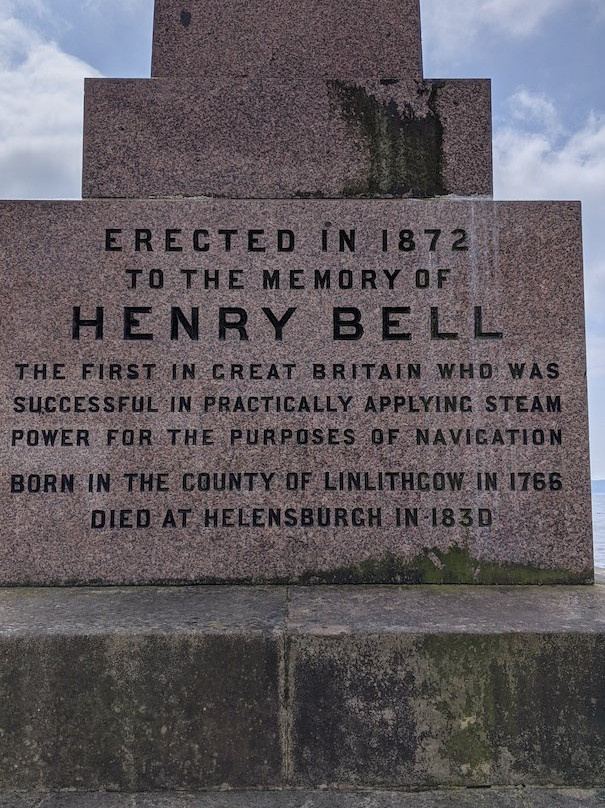 ERECTED IN 1872
TO THE MEMORY OF
HENRY BELL
THE FIRST IN GREAT BRITAIN WHO WAS
SUCCESSFUL IN PRACTICALLY APPLYING STEAM
POWER FOR THE PURPOSES OF NAVIGATION
BORN IN THE COUNTY OF LINLITHGOW IN 1766
DIED AT HELENSBURGH IN 1830